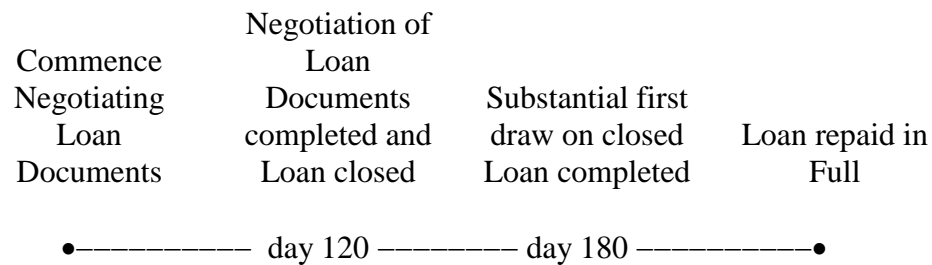 Commence
Negotiating
Loan
Documents
Negotiation of
Loan
Documents
completed and
Loan closed
Substantial first
draw on closed
Loan completed
Loan repaid in
Full
•–––––––––– day 120 –––––––– day 180 ––––––––––•